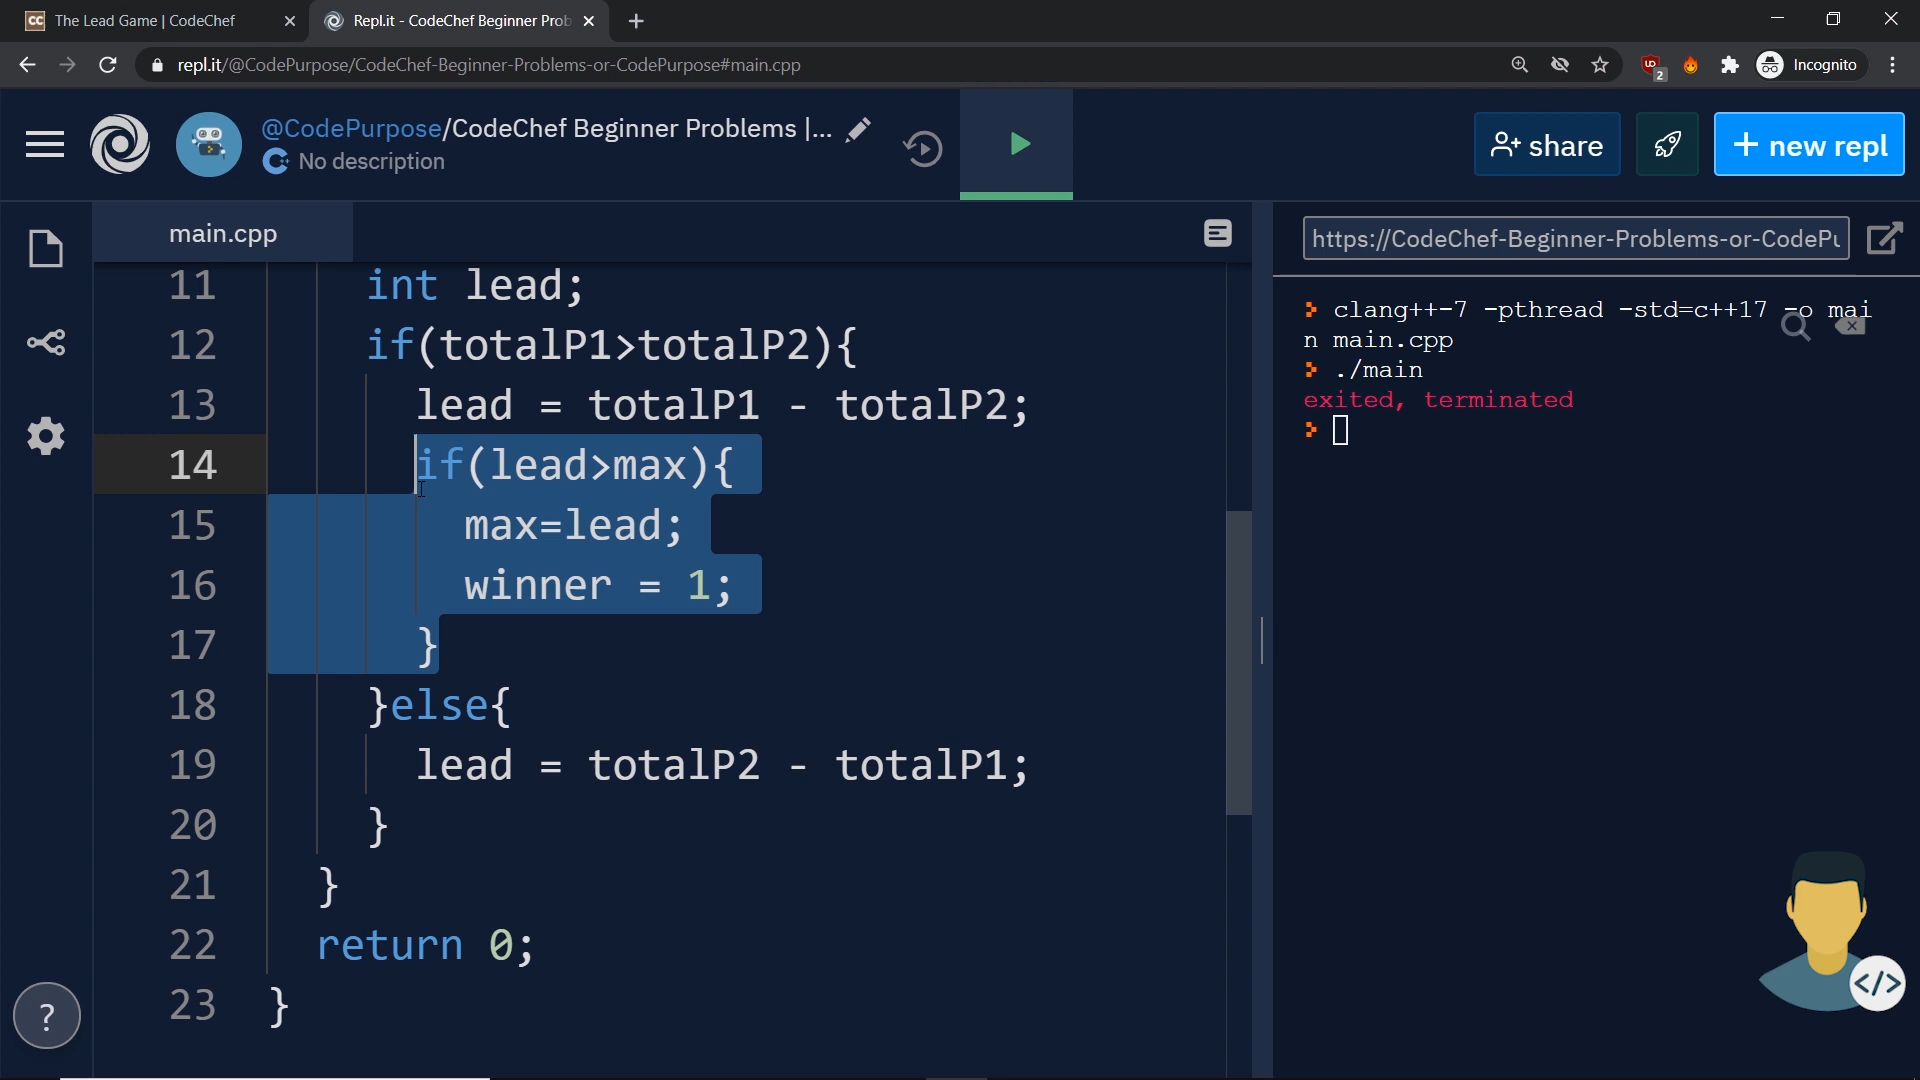 CC The Lead Game | CodeChef
Repl.it - CodeChef Beginner Prob
repl.it/@CodePurpose/CodeChef-Beginner-Problems-or-CodePurpose#main.cpp
2
Incognito
@CodePurpose/CodeChef Beginner Problems |...
No description
share
+ new repl
main.cpp
https://CodeChef-Beginner-Problems-or-CodePu
11 int lead;
12 if(totalP1>totalP2){
13 lead = totalP1 - totalP2;
14 if(lead>max){
15 max=lead;
16 winner = 1;
17 }
18 }else{
19 lead = totalP2 - totalP1;
20 }
21 }
22 return 0;
23 }
clang++-7 -pthread -std=c++17 -o mai
n main.cpp
./main
exited, terminated
?
</>